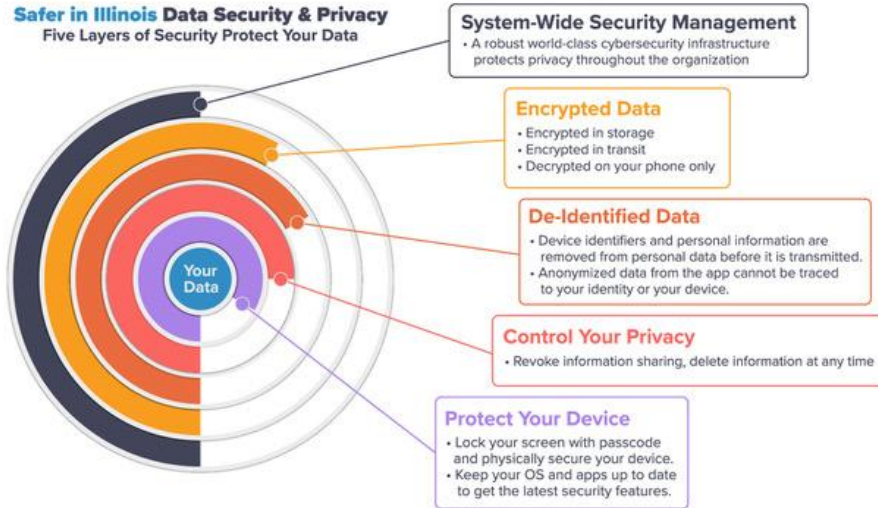 Safer in Illinois Data Security & Privacy
Five Layers of Security Protect Your Data
System-Wide Security Management
• A robust world-class cybersecurity infrastructure
protects privacy throughout the organization
Encrypted Data
• Encrypted in storage
• Encrypted in transit
• Decrypted on your phone only
De-Identified Data
• Device identifiers and personal information are
removed from personal data before it is transmitted.
• Anonymized data from the app cannot be traced
to your identity or your device.
Your
Data
Control Your Privacy
• Revoke information sharing, delete information at any time
Protect Your Device
• Lock your screen with passcode
and physically secure your device.
• Keep your OS and apps up to date
to get the latest security features.